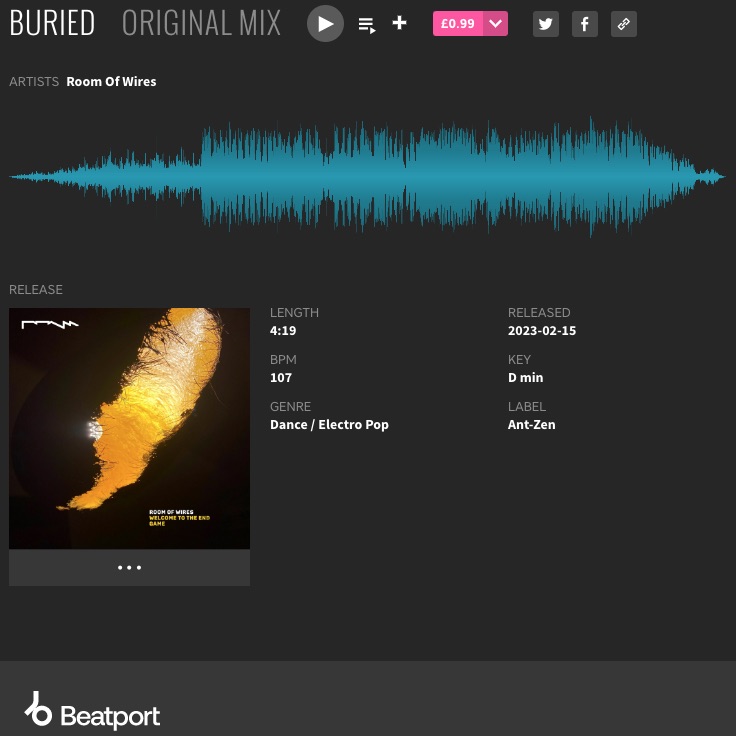 BURIED ORIGINAL MIX £0.99
ARTISTS Room Of Wires
RELEASE
LENGTH RELEASED
4:19 2023-02-15
BPM KEY
107 D min
GENRE LABEL
Dance / Electro Pop Ant-Zen
ROOM OF WIRES
WELCOME TO THE END
GAME
Beatport